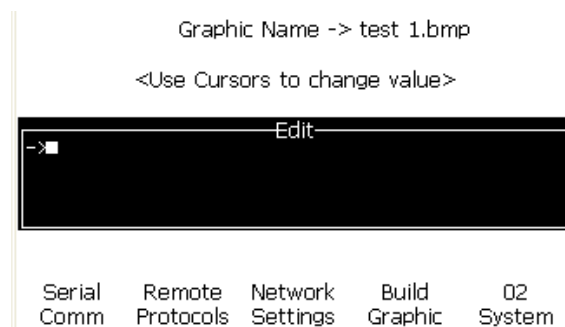 Graphic Name -> test 1.bmp
<Use Cursors to change value>
Edit
->
Serial Remote Network Build 02
Comm Protocols Settings Graphic System